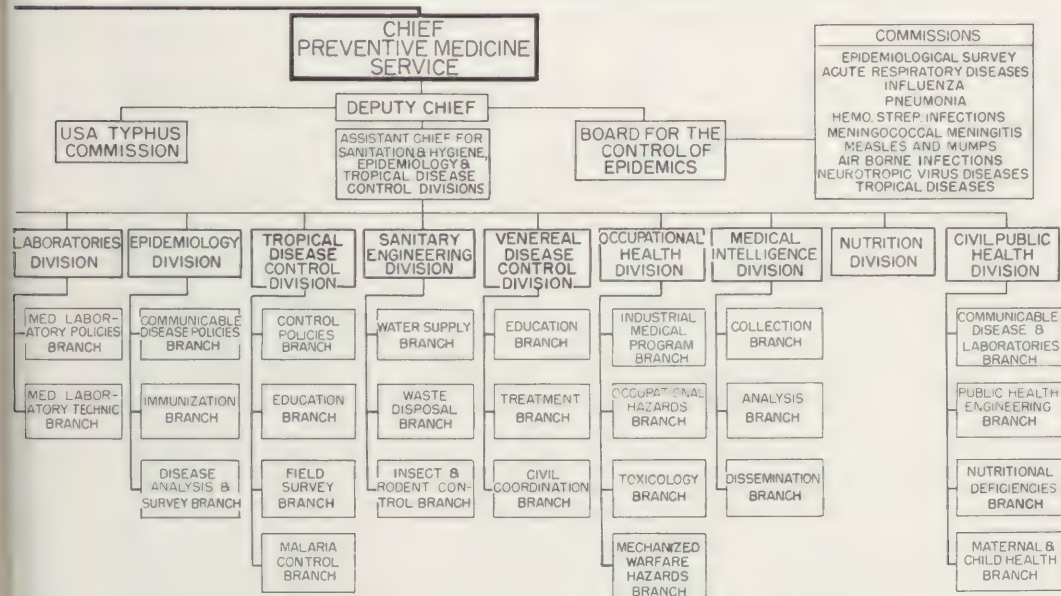 CHIEF
PREVENTIVE MEDICINE
SERVICE
DEPUTY CHIEF
USA TYPHUS
COMMISSION
ASSISTANT CHIEF FOR
SANITATION & HYGIENE,
EPIDEMIOLOGY &
TROPICAL DISEASE
CONTROL DIVISIONS
BOARD FOR THE
CONTROL OF
EPIDEMICS
COMMISSIONS
EPIDEMIOLOGICAL SURVEY
ACUTE RESPIRATORY DISEASES
INFLUENZA
PNEUMONIA
HEMO. STREP. INFECTIONS
MENINGOCOCCAL MENINGITIS
MEASLES AND MUMPS
AIR BORNE INFECTIONS
NEUROTROPIC VIRUS DISEASES
TROPICAL DISEASES
LABORATORIES
DIVISION
MED LABOR-
ATORY POLICIES
BRANCH
MED LABOR-
ATORY TECHNIC
BRANCH
EPIDEMIOLOGY
DIVISION
COMMUNICABLE
DISEASE POLICIES
BRANCH
IMMUNIZATION
BRANCH
DISEASE
ANALYSIS &
SURVEY BRANCH
TROPICAL
DISEASE
CONTROL
DIVISION
CONTROL
POLICIES
BRANCH
EDUCATION
BRANCH
FIELD
SURVEY
BRANCH
MALARIA
CONTROL
BRANCH
SANITARY
ENGINEERING
DIVISION
WATER SUPPLY
BRANCH
WASTE
DISPOSAL
BRANCH
INSECT &
RODENT CON-
TROL BRANCH
VENEREAL
DISEASE
CONTROL
DIVISION
EDUCATION
BRANCH
TREATMENT
BRANCH
CIVIL
COORDINATION
BRANCH
OCCUPATIONAL
HEALTH
DIVISION
INDUSTRIAL
MEDICAL
PROGRAM
BRANCH
OCCUPATIONAL
HAZARDS
BRANCH
TOXICOLOGY
BRANCH
MECHANIZED
WARFARE
HAZARDS
BRANCH
MEDICAL
INTELLIGENCE
DIVISION
COLLECTION
BRANCH
ANALYSIS
BRANCH
DISSEMINATION
BRANCH
NUTRITION
DIVISION
CIVIL PUBLIC
HEALTH
DIVISION
COMMUNICABLE
DISEASE &
LABORATORIES
BRANCH
PUBLIC HEALTH
ENGINEERING
BRANCH
NUTRITIONAL
DEFICIENCIES
BRANCH
MATERNAL &
CHILD HEALTH
BRANCH